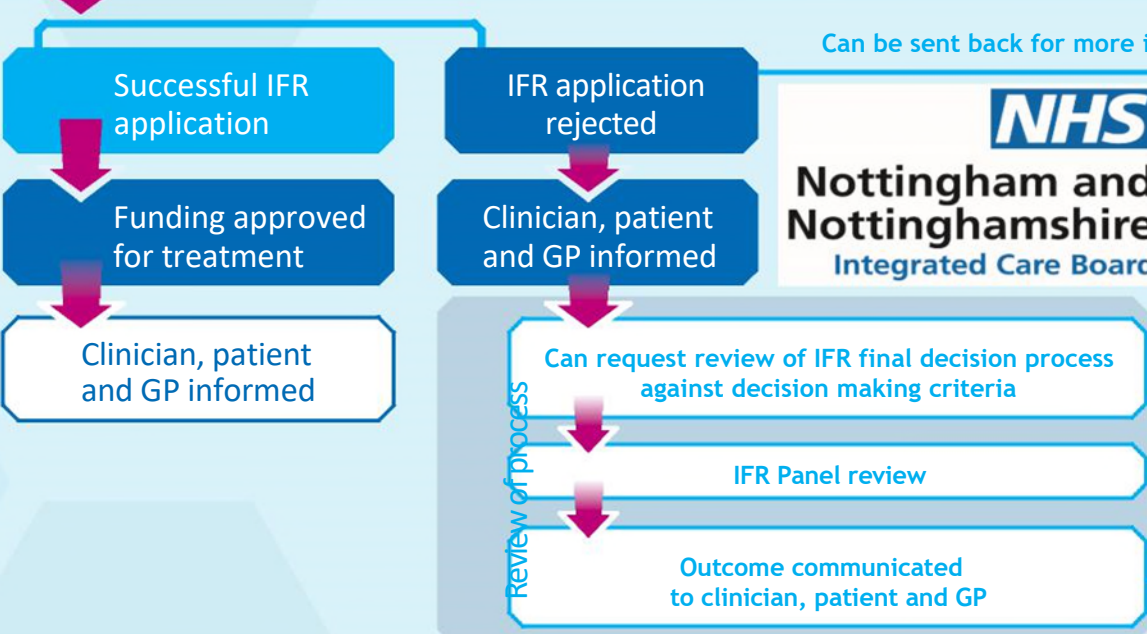 Can be sent back for more i
Successful IFR
application
IFR application
rejected
NHS
Nottingham and
Nottinghamshire
Integrated Care Board
Funding approved
for treatment
Clinician, patient
and GP informed
Clinician, patient
and GP informed
Review of process
Can request review of IFR final decision process
against decision making criteria
IFR Panel review
Outcome communicated
to clinician, patient and GP